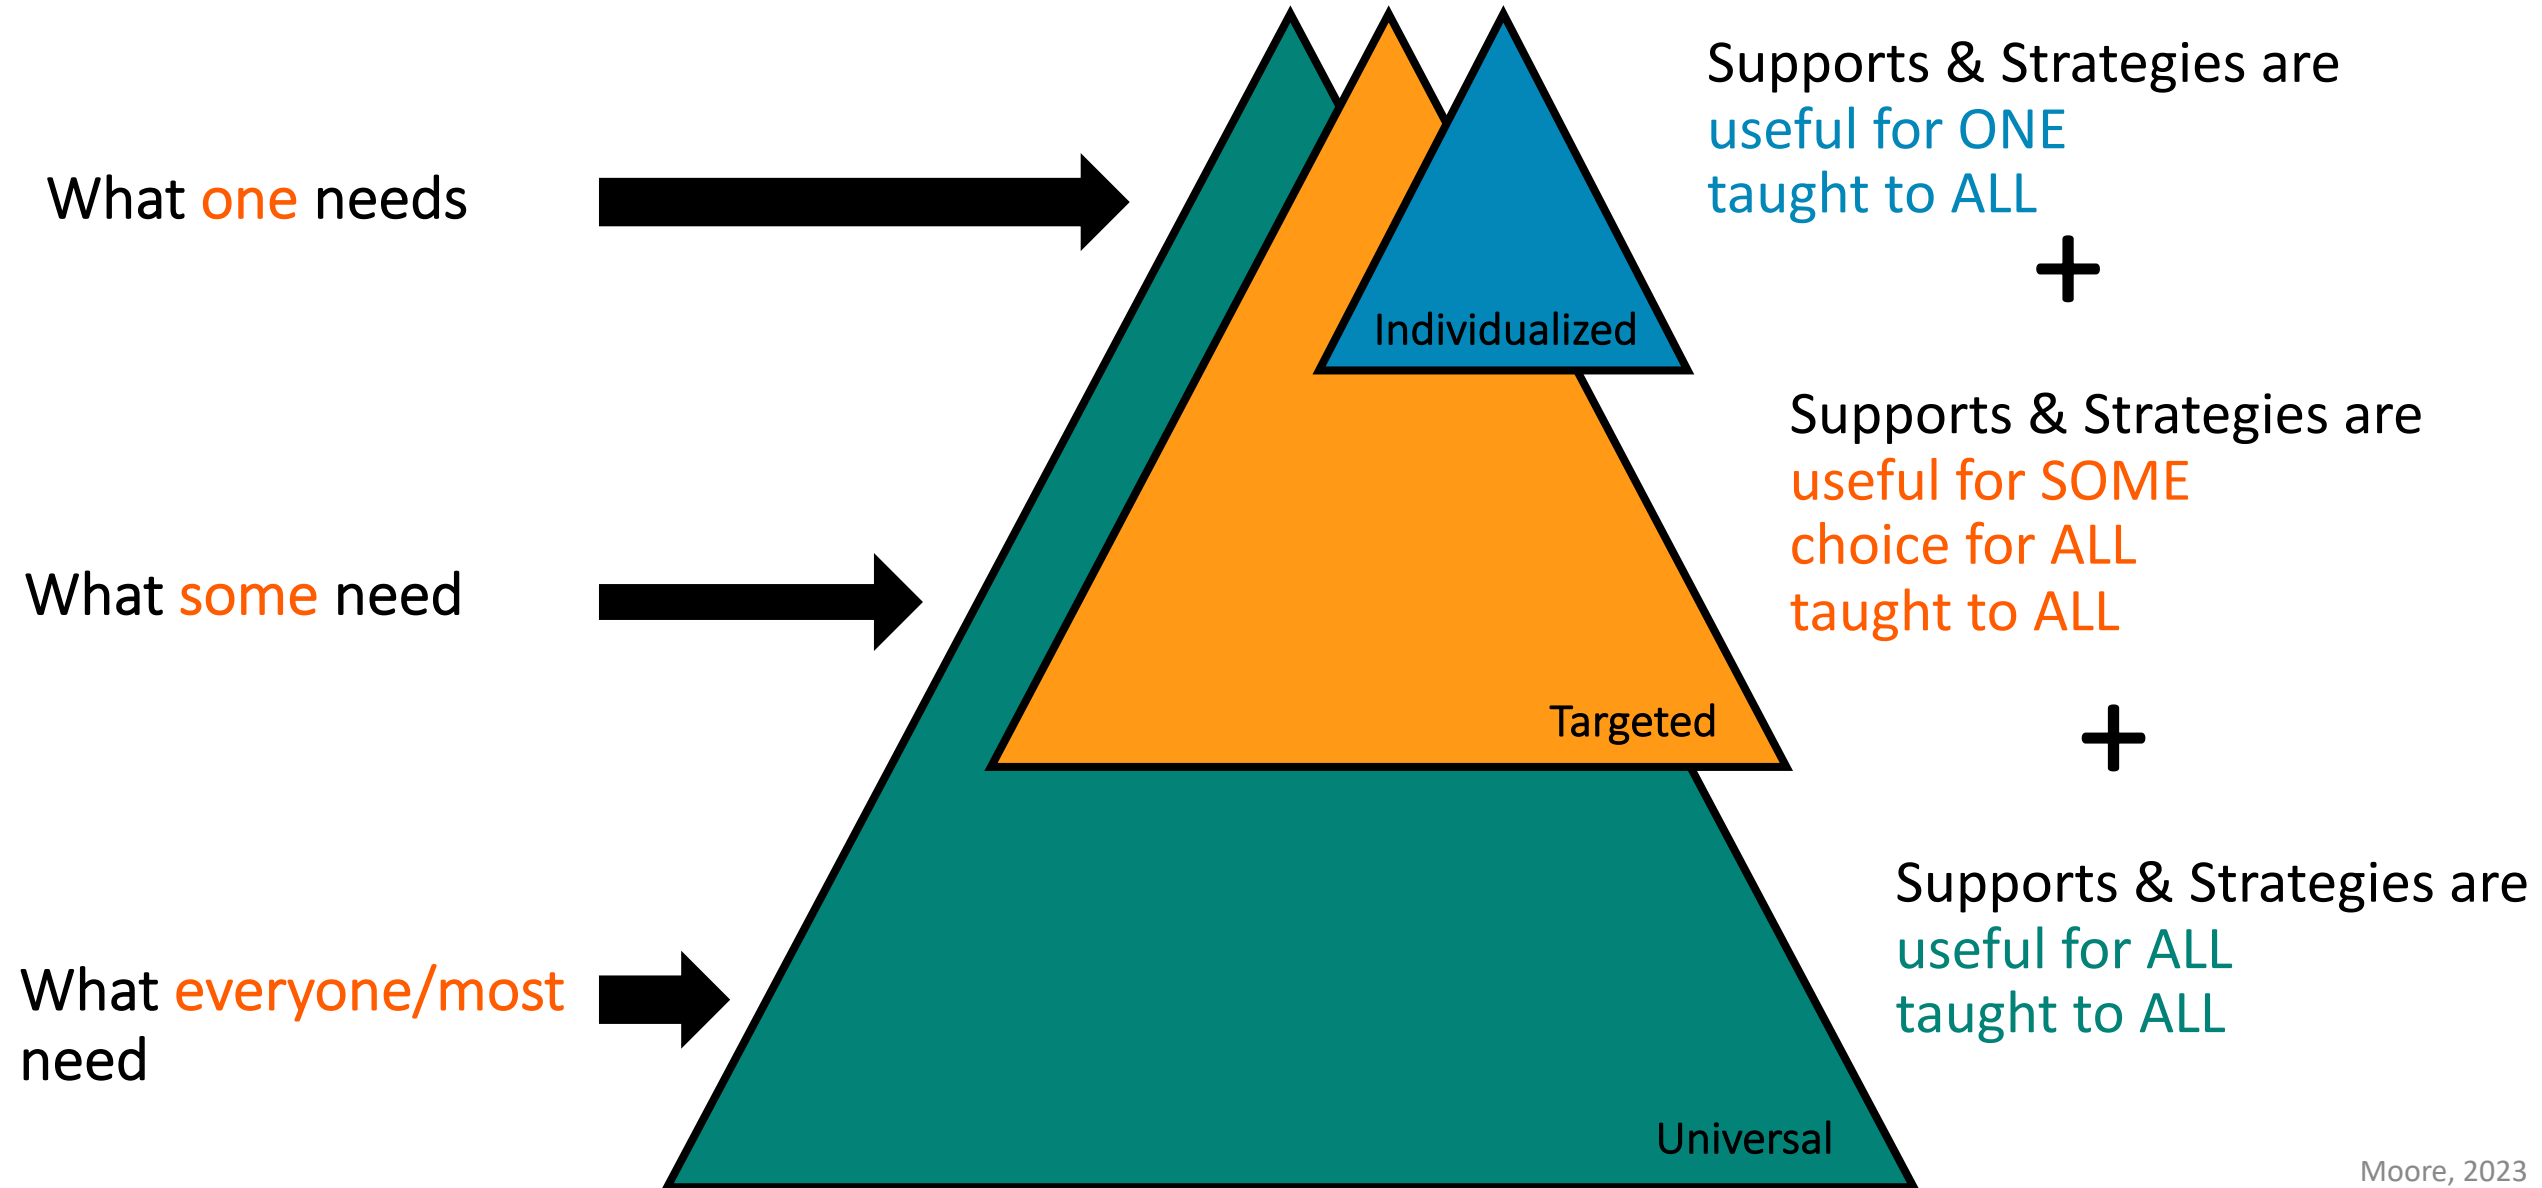 Supports & Strategies are
useful for ONE
taught to ALL
What one needs
+
Individualized
Supports & Strategies are
useful for SOME
choice for ALL
taught to ALL
What some need
Targeted
+
Supports & Strategies are
useful for ALL
taught to ALL
What everyone/most
need
Universal
Moore, 2023